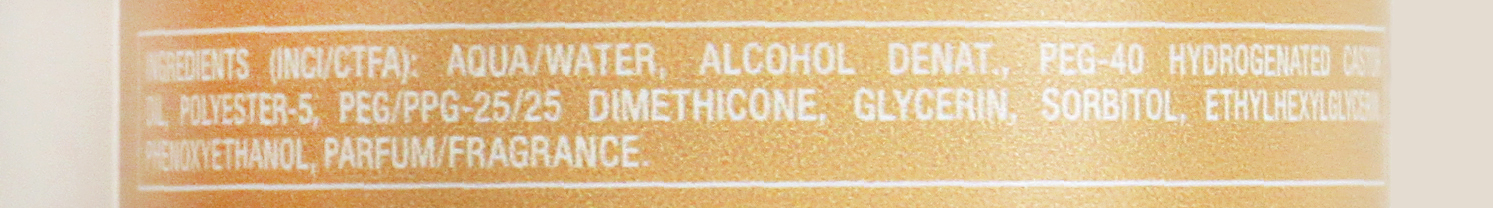 INGREDIENTS (INCI/CTFA): AQUA/WATER, ALCOHOL DENAT., PEG-40 HYDROGENATED CASTOR
OIL, POLYESTER-5, PEG/PPG-25/25 DIMETHICONE, GLYCERIN, SORBITOL, ETHYLHEXYLGLYCERIN,
PHENOXYETHANOL, PARFUM/FRAGRANCE.